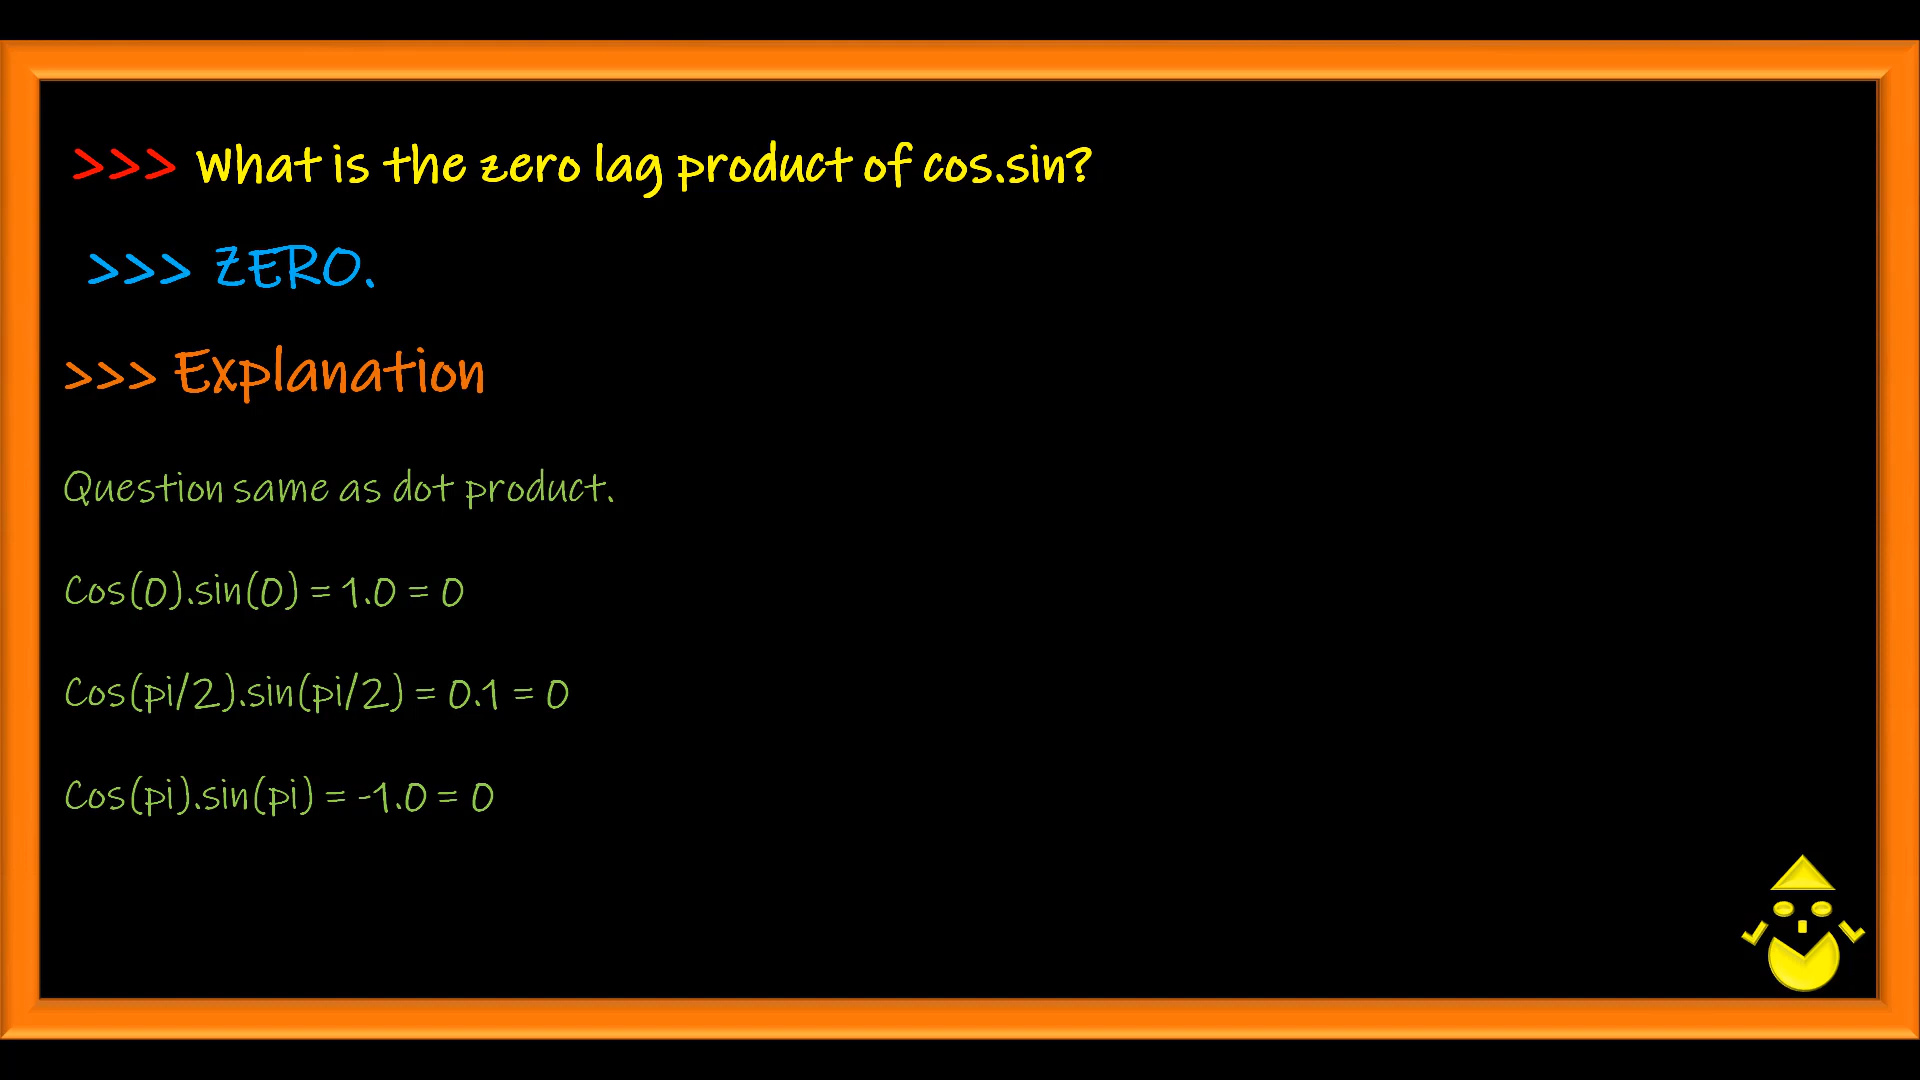 >>> What is the zero lag product of cos.sin?
>>> ZERO.
>>> Explanation
Question same as dot product.
Cos(0).sin(0) = 1.0 = 0
Cos(pi/2).sin(pi/2) = 0.1 = 0
Cos(pi).sin(pi) = -1.0 = 0